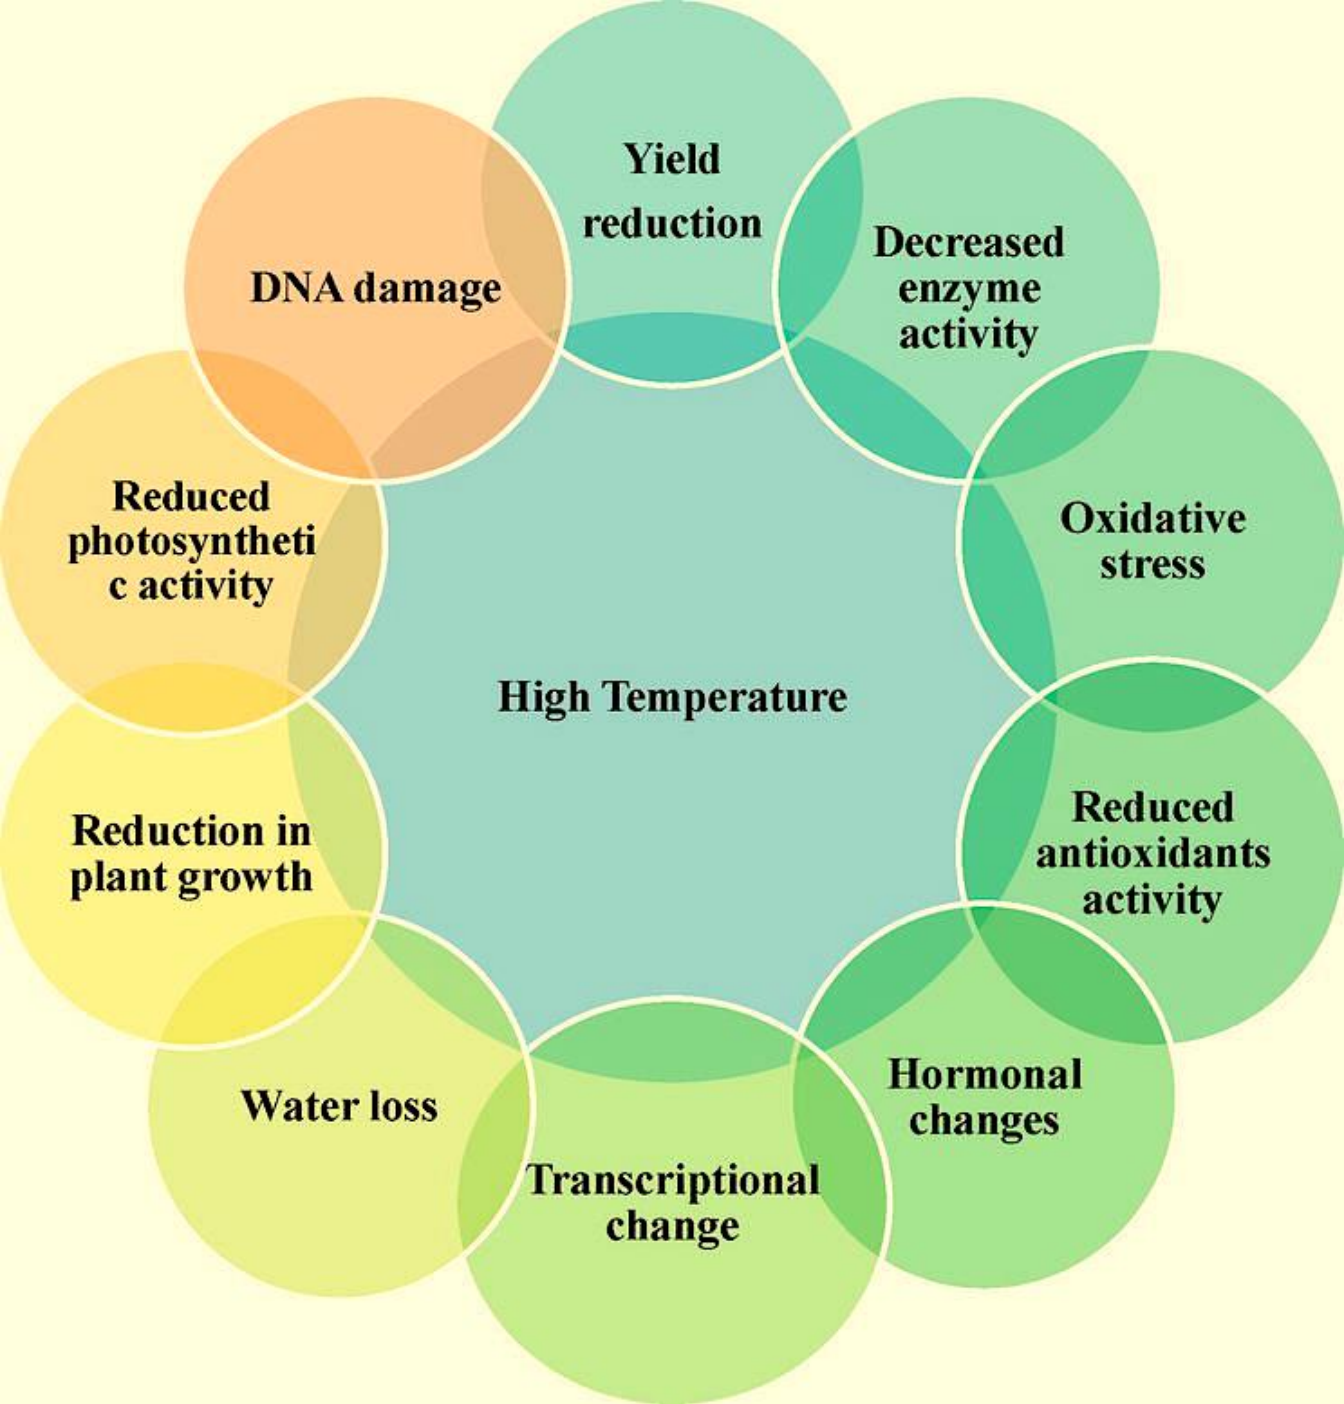 Yield
reduction
Decreased
enzyme
activity
Oxidative
stress
Reduced
antioxidants
activity
Hormonal
changes
Transcriptional
change
Water loss
Reduction in
plant growth
Reduced
photosyntheti
c activity
DNA damage
High Temperature